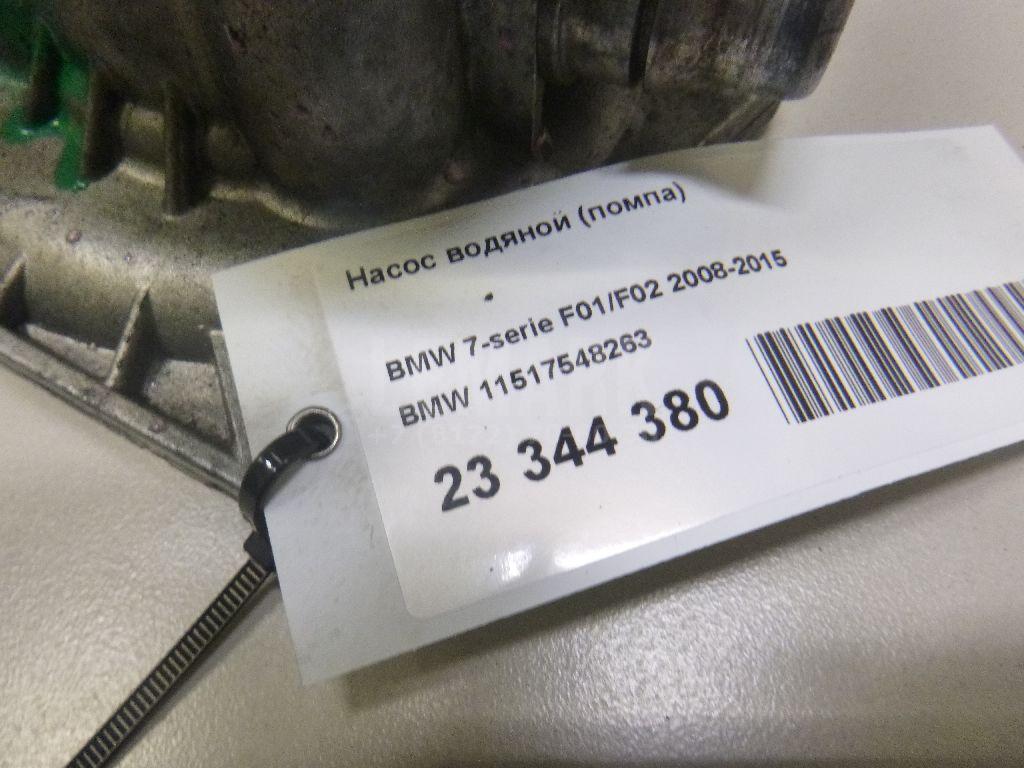 Насос водяной (помпа)
BMW 7-serie F01/F02 2008-2015
BMW 11517548263
23 344 380